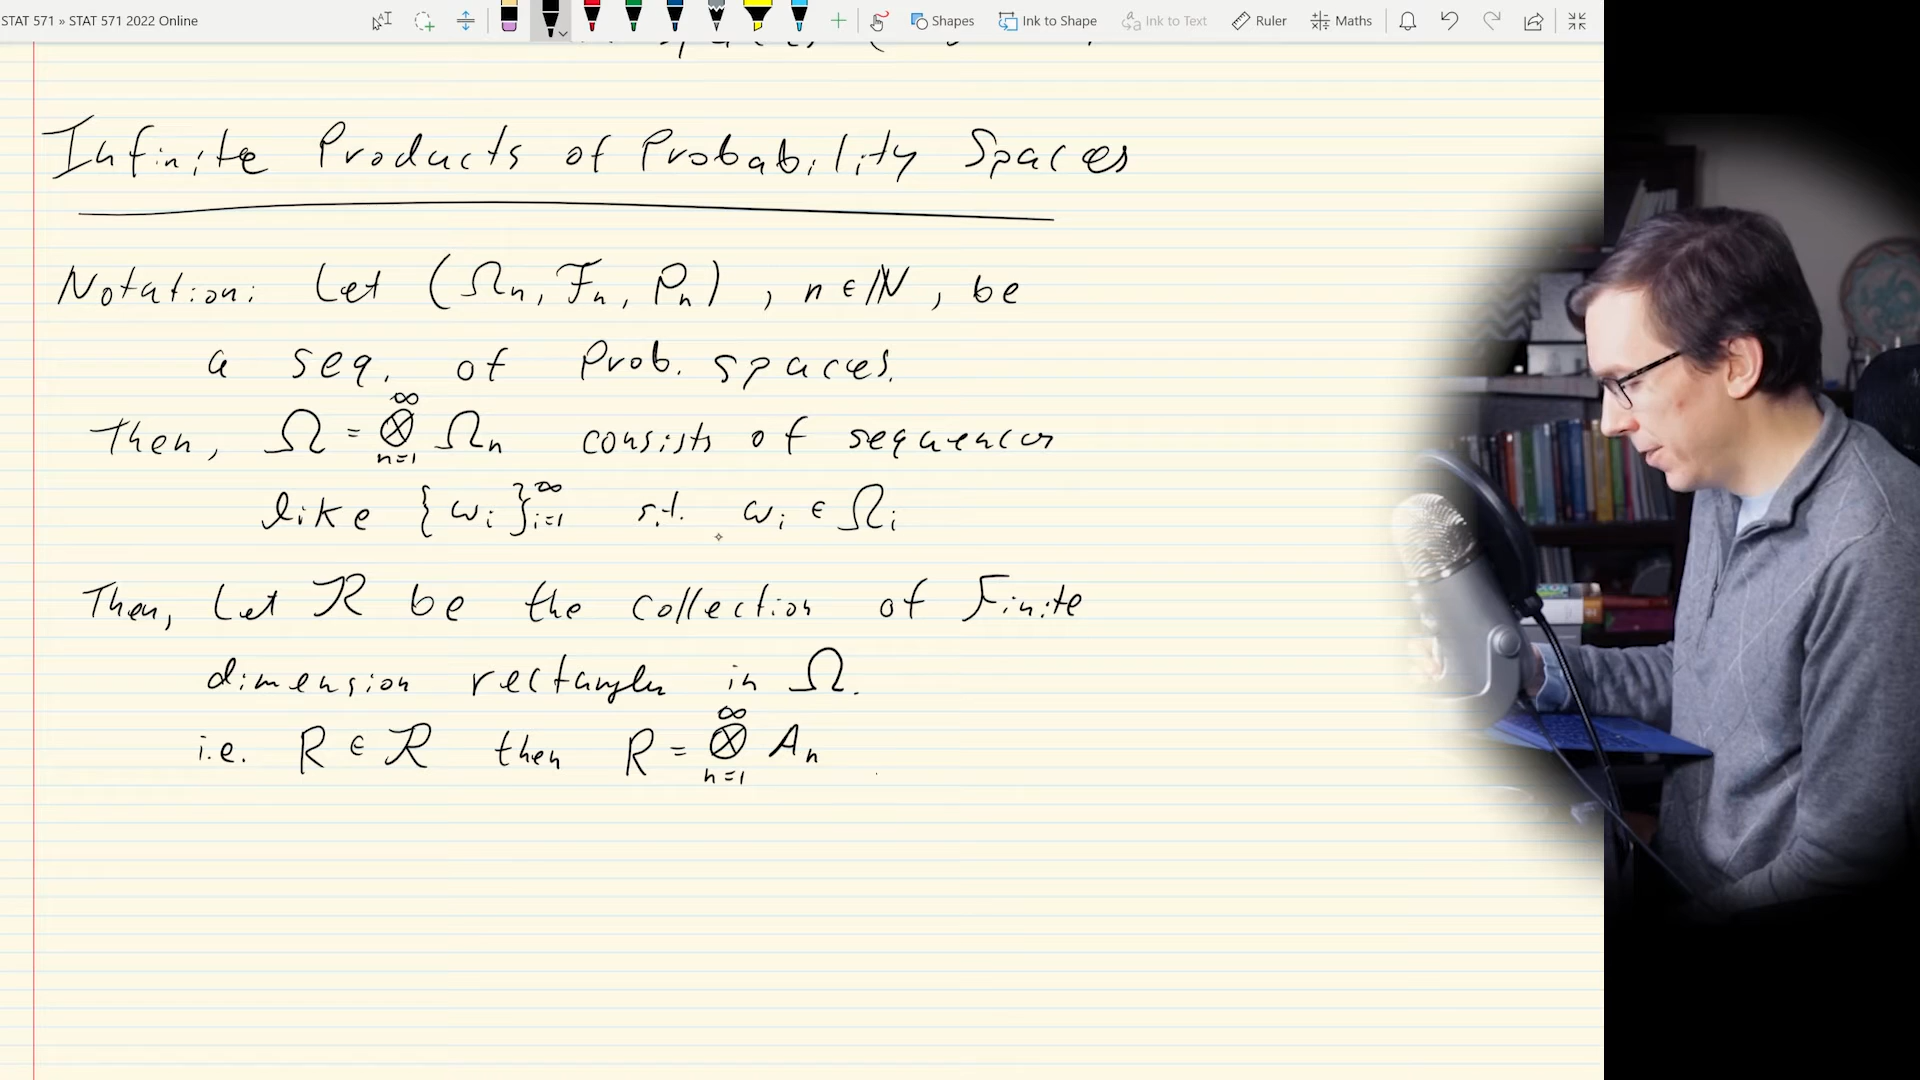 STAT 571 » STAT 571 2022 Online
Shapes Ink to Shape Ink to Text Ruler Maths
Infinite Products of Probability Spaces
Notation: Let (Ωn, ℱn, Pn), n ∈ ℕ, be
a seq. of Prob. spaces.
Then, Ω = ⊗_{n=1}^{∞} Ωn consists of sequences
like {ωi}_{i=1}^{∞} s.t. ωi ∈ Ωi
Then, Let ℛ be the collection of Finite
dimension rectangles in Ω.
i.e. R ∈ ℛ then R = ⊗_{n=1}^{∞} An